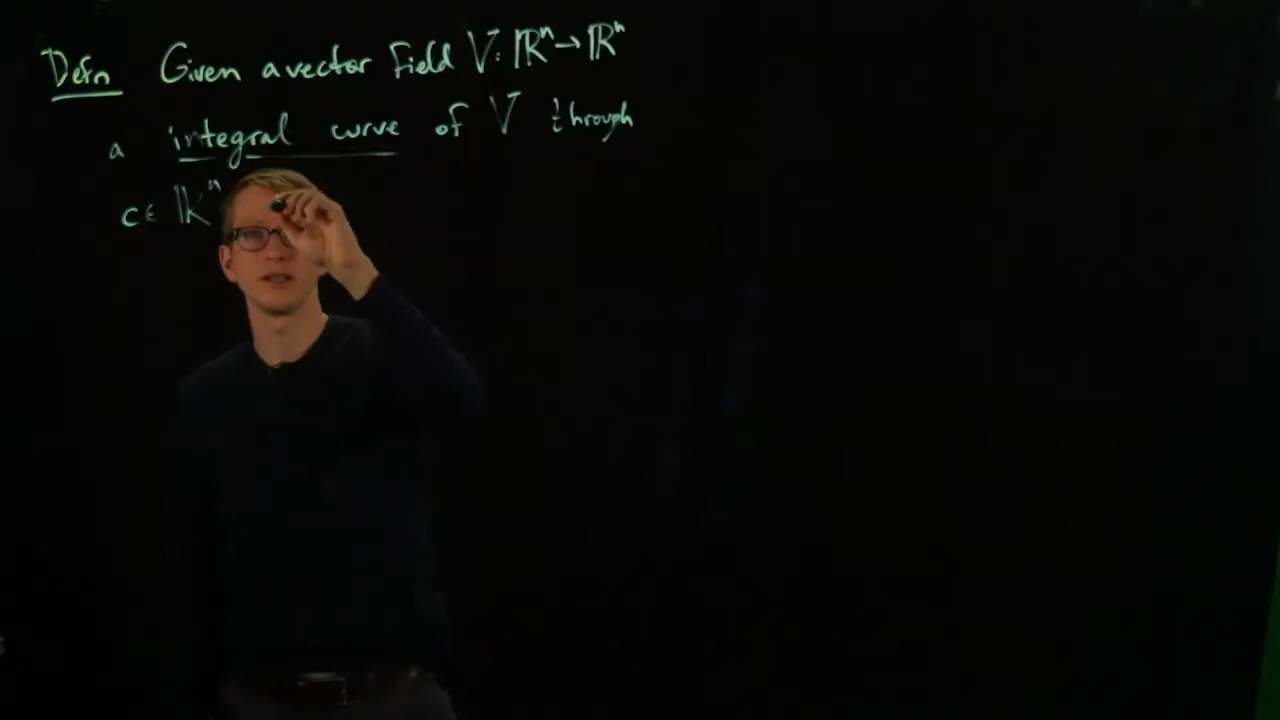 Defn Given a vector field V: ℝⁿ → ℝⁿ
a integral curve of V through
c ∈ ℝⁿ